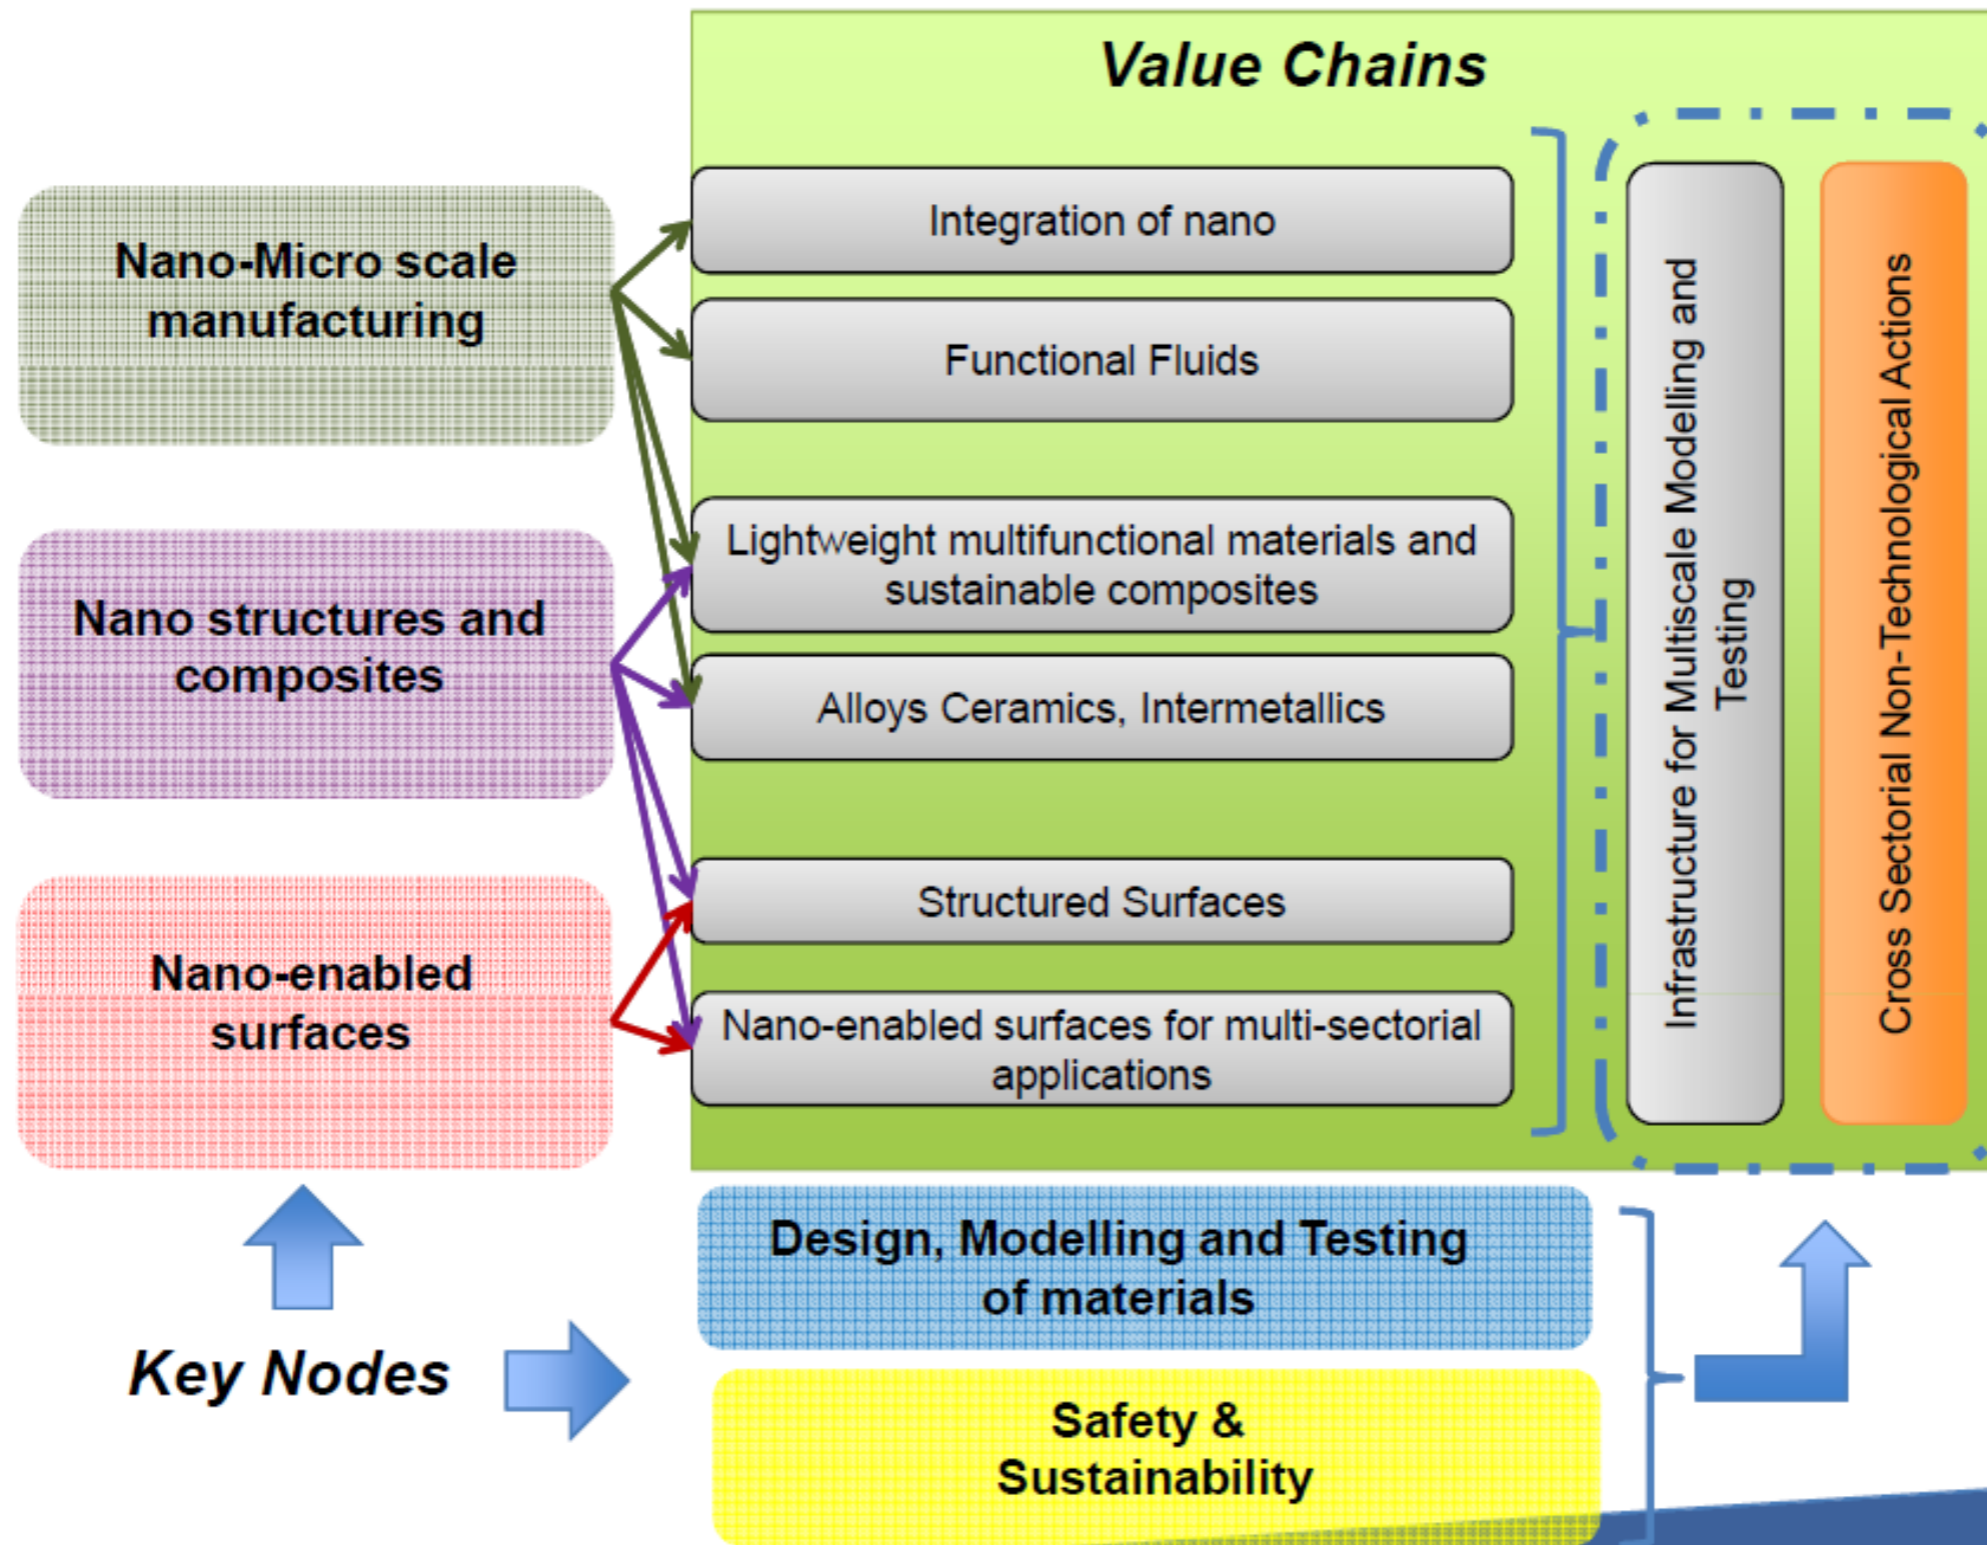 Value Chains
Nano-Micro scale
manufacturing
Nano structures and
composites
Nano-enabled
surfaces
Integration of nano
Functional Fluids
Lightweight multifunctional materials and
sustainable composites
Alloys Ceramics, Intermetallics
Structured Surfaces
Nano-enabled surfaces for multi-sectorial
applications
Infrastructure for Multiscale Modelling and
Testing
Cross Sectorial Non-Technological Actions
Key Nodes
Design, Modelling and Testing
of materials
Safety &
Sustainability